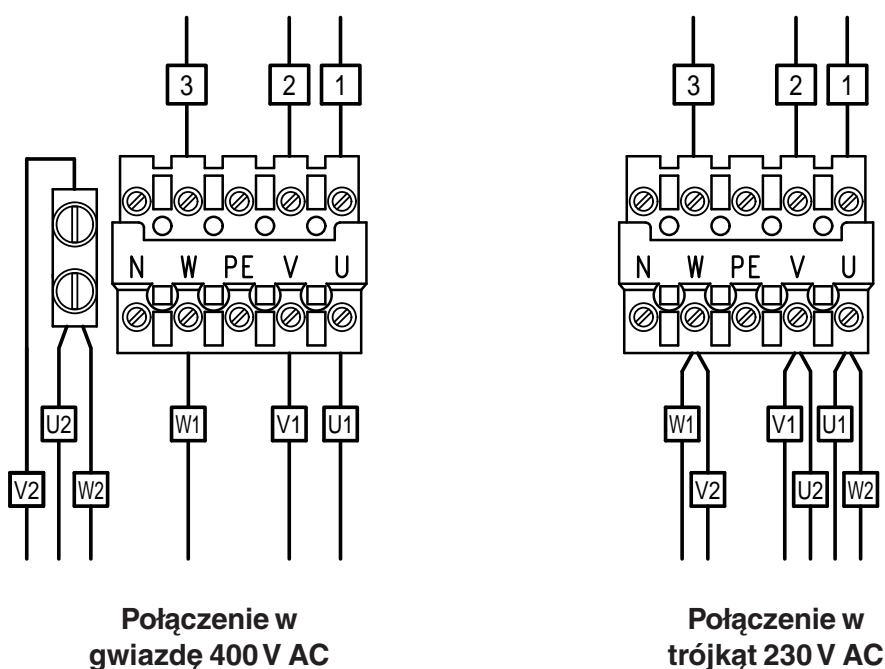 3 2 1
N W PE V U
U2 W1 V1 U1
V2 W2
Połączenie w
gwiazdę 400 V AC
3 2 1
N W PE V U
W1 V1 U1
V2 U2 W2
Połączenie w
trójkąt 230 V AC